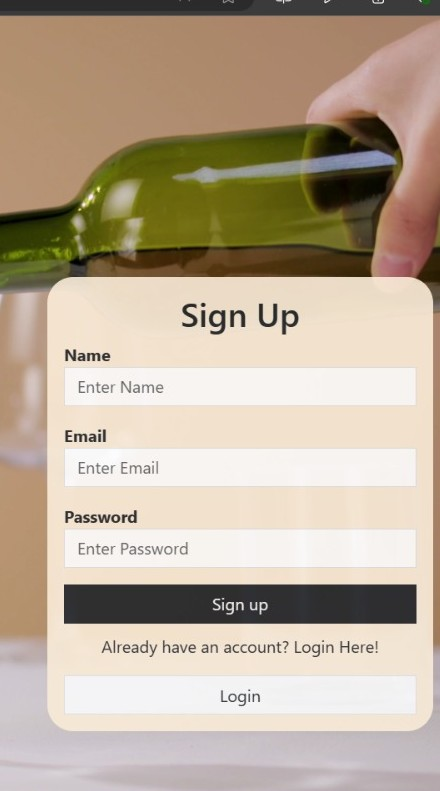 Sign Up
Name
Enter Name
Email
Enter Email
Password
Enter Password
Sign up
Already have an account? Login Here!
Login